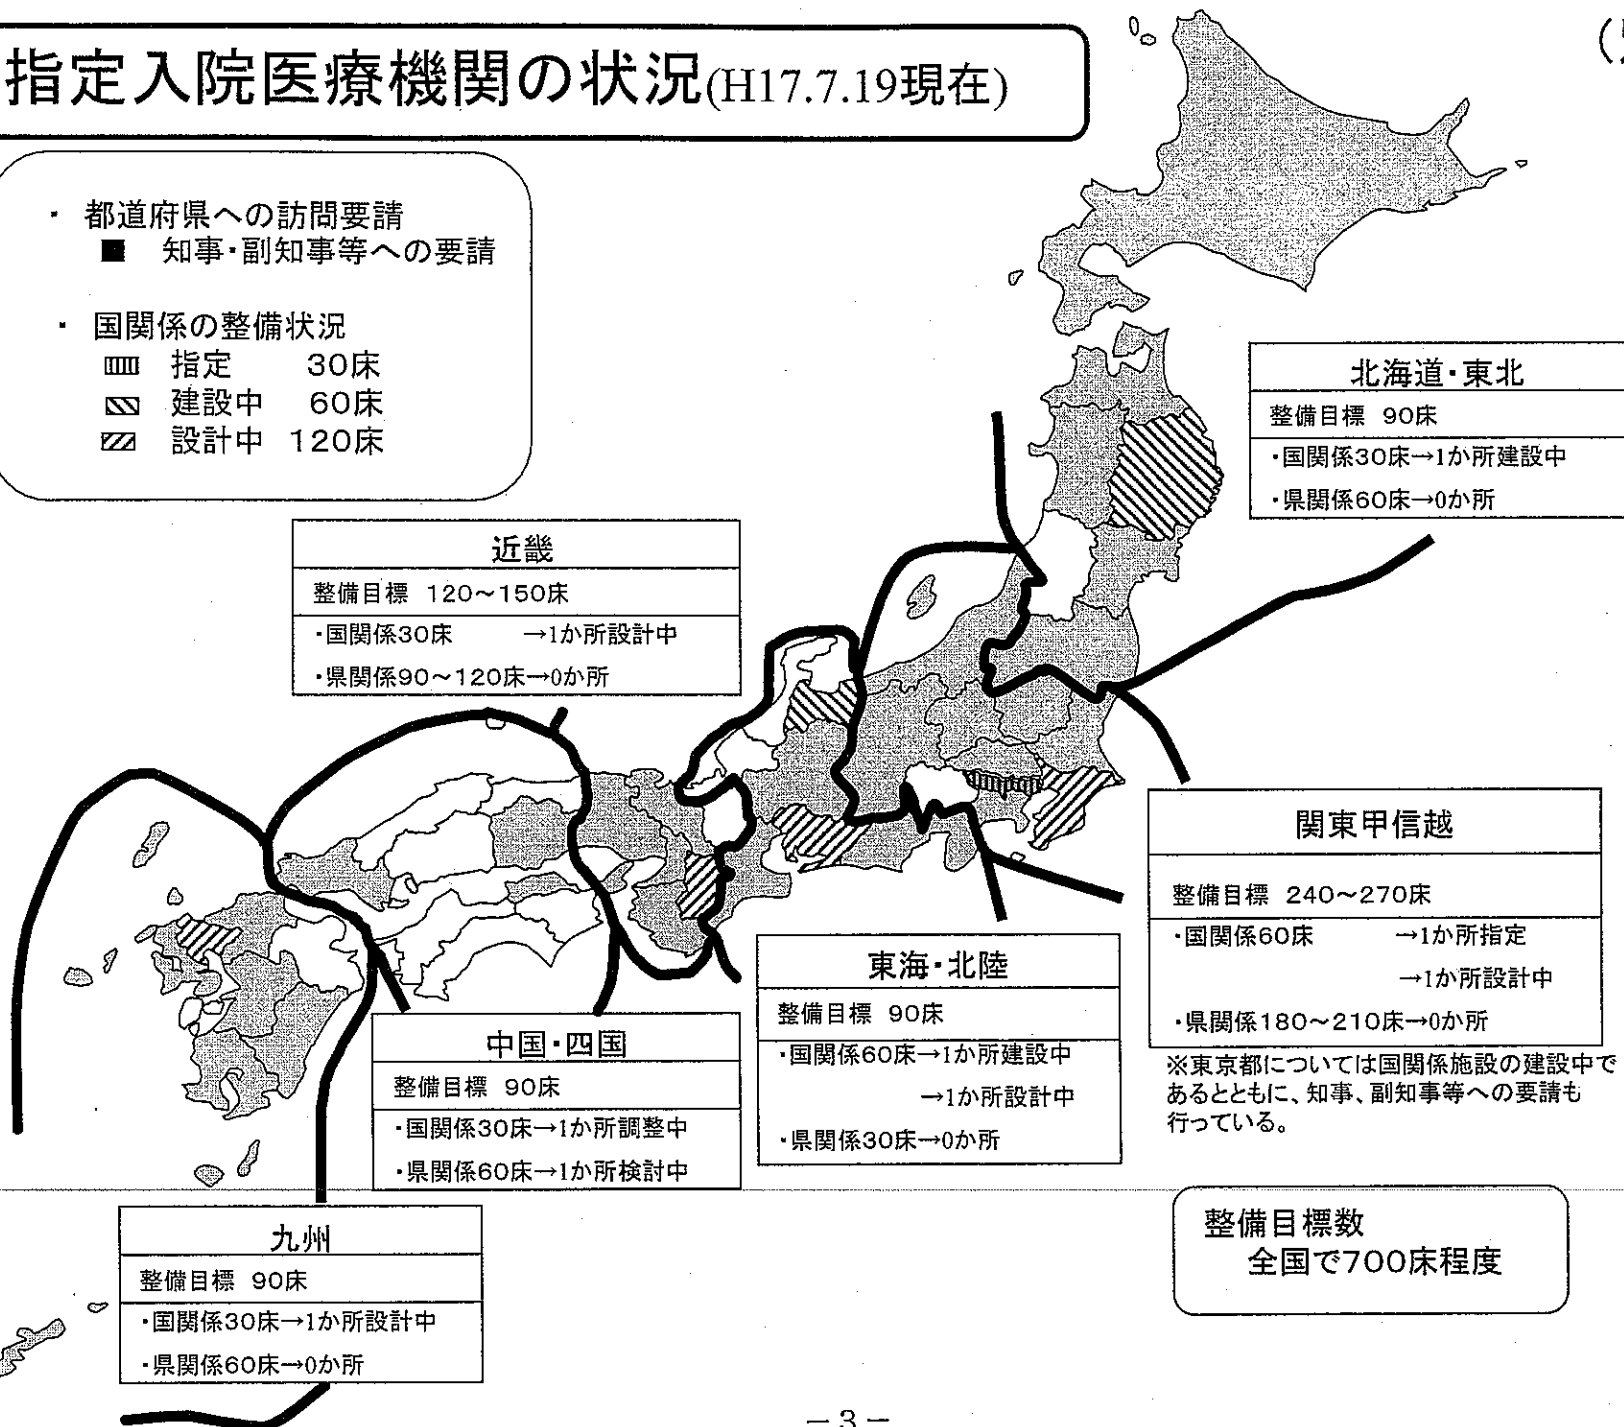 指定入院医療機関の状況(H17.7.19現在)
・ 都道府県への訪問要請
■ 知事・副知事等への要請
・ 国関係の整備状況
指定 30床
建設中 60床
設計中 120床
北海道・東北
整備目標 90床
・国関係30床→1か所建設中
・県関係60床→0か所
近畿
整備目標 120～150床
・国関係30床 →1か所設計中
・県関係90～120床→0か所
関東甲信越
整備目標 240～270床
・国関係60床 →1か所指定
→1か所設計中
・県関係180～210床→0か所
※東京都については国関係施設の建設中で
あるとともに、知事、副知事等への要請も
行っている。
東海・北陸
整備目標 90床
・国関係60床→1か所建設中
→1か所設計中
・県関係30床→0か所
中国・四国
整備目標 90床
・国関係30床→1か所調整中
・県関係60床→1か所検討中
九州
整備目標 90床
・国関係30床→1か所設計中
・県関係60床→0か所
整備目標数
全国で700床程度
－3－